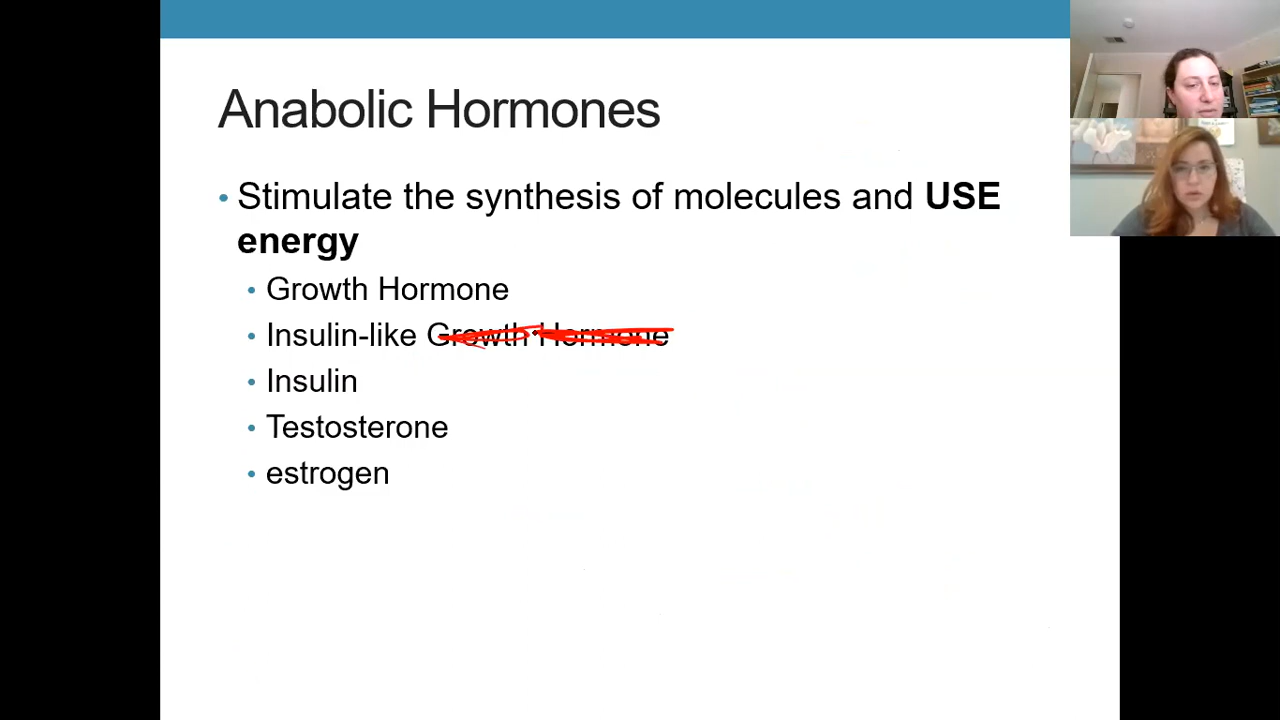 Anabolic Hormones
• Stimulate the synthesis of molecules and USE
energy
• Growth Hormone
• Insulin-like Growth Hormone
• Insulin
• Testosterone
• estrogen